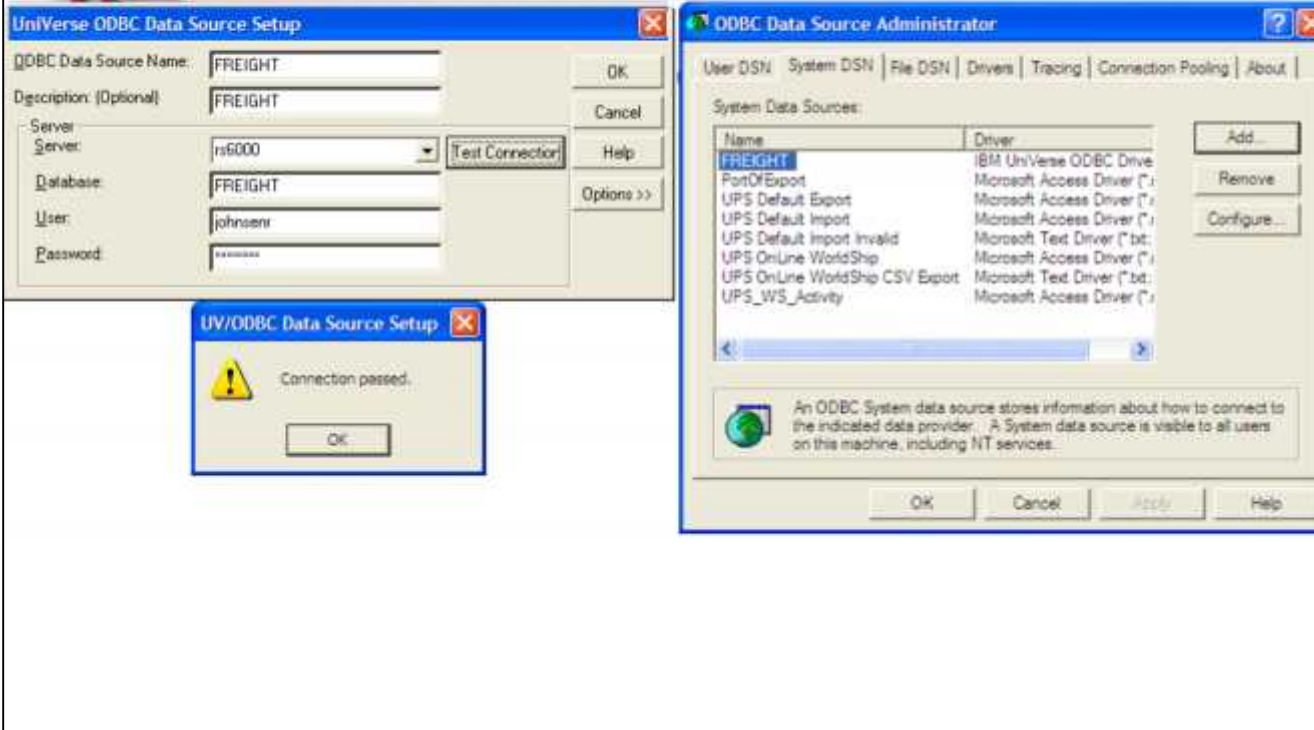 UniVerse ODBC Data Source Setup
ODBC Data Source Name: FREIGHT
OK
Description: (Optional) FREIGHT
Cancel
Server
Server: rs6000 Test Connection
Help
Database: FREIGHT
Options >>
User: johnsenr
Password: ********
UV/ODBC Data Source Setup
Connection passed.
OK
ODBC Data Source Administrator
User DSN System DSN File DSN Drivers Tracing Connection Pooling About
System Data Sources:
Name Driver
Add...
FREIGHT IBM UniVerse ODBC Drive
PortOfExport Microsoft Access Driver (*.
Remove
UPS Default Export Microsoft Access Driver (*.
UPS Default Import Microsoft Access Driver (*.
Configure...
UPS Default Import Invalid Microsoft Text Driver (*.txt;
UPS OnLine WorldShip Microsoft Access Driver (*.
UPS OnLine WorldShip CSV Export Microsoft Text Driver (*.txt;
UPS_WS_Activity Microsoft Access Driver (*.
An ODBC System data source stores information about how to connect to
the indicated data provider. A System data source is visible to all users
on this machine, including NT services.
OK Cancel Apply Help